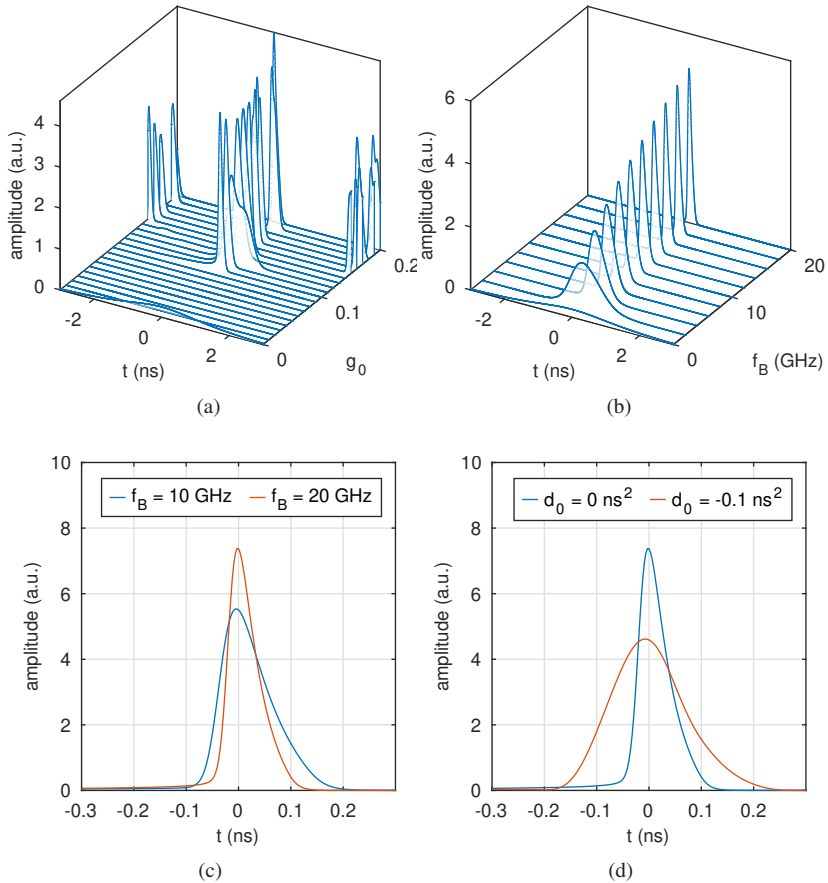 4
3
2
1
0
amplitude (a.u.)
-2
0
2
t (ns)
0
0.1
0.2
g0
(a)
6
4
2
0
amplitude (a.u.)
-2
0
2
t (ns)
0
10
20
fB (GHz)
(b)
10
8
6
4
2
0
amplitude (a.u.)
fB = 10 GHz fB = 20 GHz
-0.3 -0.2 -0.1 0 0.1 0.2
t (ns)
(c)
10
8
6
4
2
0
amplitude (a.u.)
d0 = 0 ns2 d0 = -0.1 ns2
-0.3 -0.2 -0.1 0 0.1 0.2
t (ns)
(d)